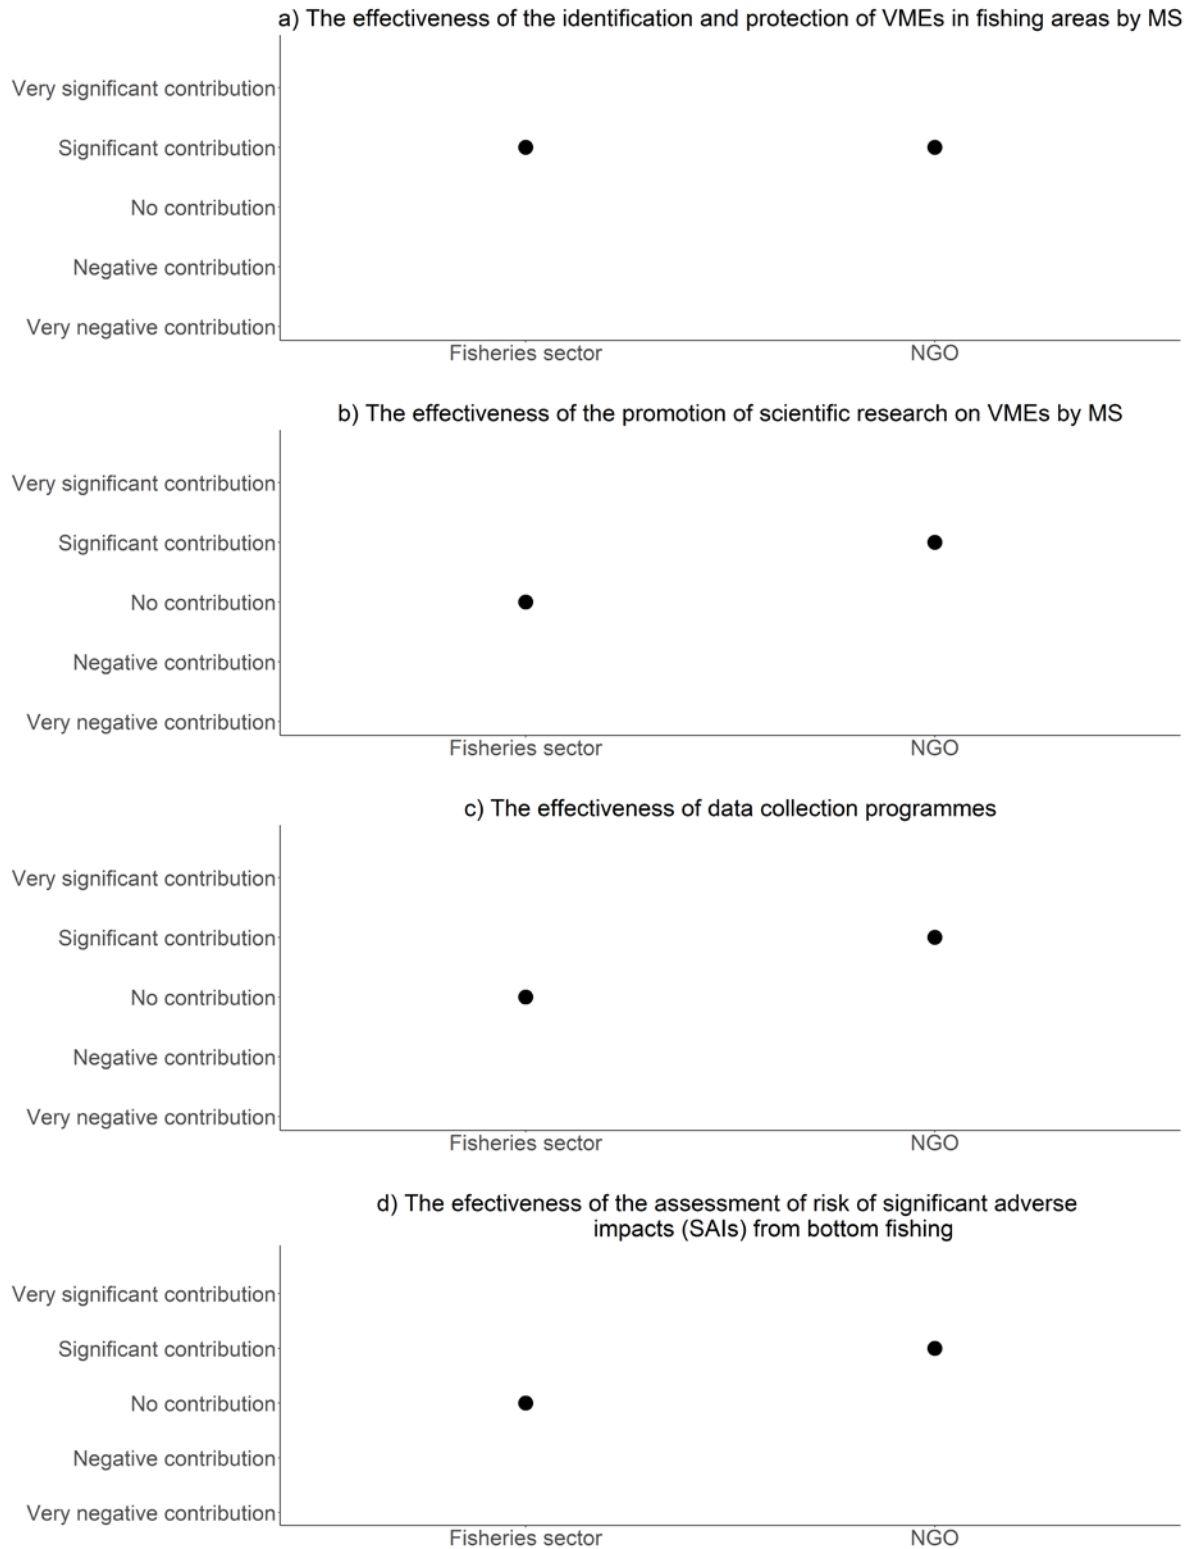 a) The effectiveness of the identification and protection of VMEs in fishing areas by MS
Very significant contribution
Significant contribution
No contribution
Negative contribution
Very negative contribution
Fisheries sector NGO
b) The effectiveness of the promotion of scientific research on VMEs by MS
Very significant contribution
Significant contribution
No contribution
Negative contribution
Very negative contribution
Fisheries sector NGO
c) The effectiveness of data collection programmes
Very significant contribution
Significant contribution
No contribution
Negative contribution
Very negative contribution
Fisheries sector NGO
d) The efectiveness of the assessment of risk of significant adverse
impacts (SAIs) from bottom fishing
Very significant contribution
Significant contribution
No contribution
Negative contribution
Very negative contribution
Fisheries sector NGO